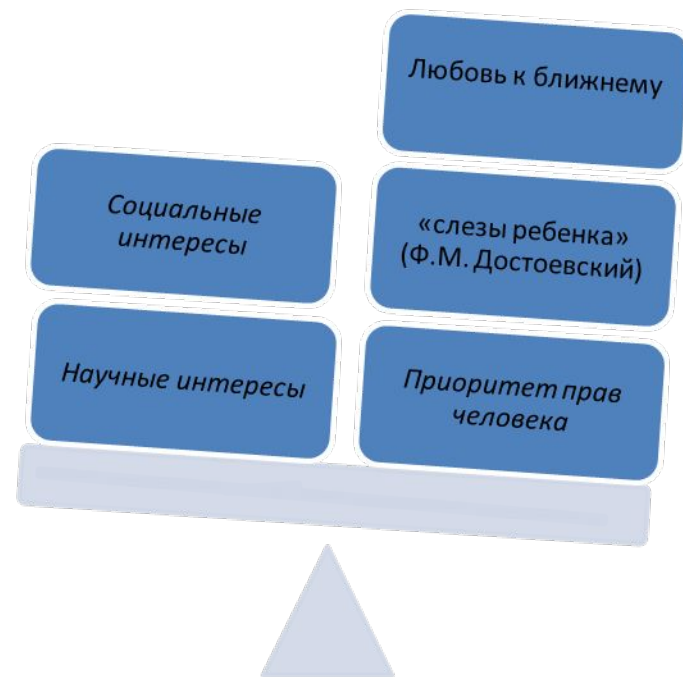 Любовь к ближнему
Социальные
интересы
«слезы ребенка»
(Ф.М. Достоевский)
Научные интересы
Приоритет прав
человека